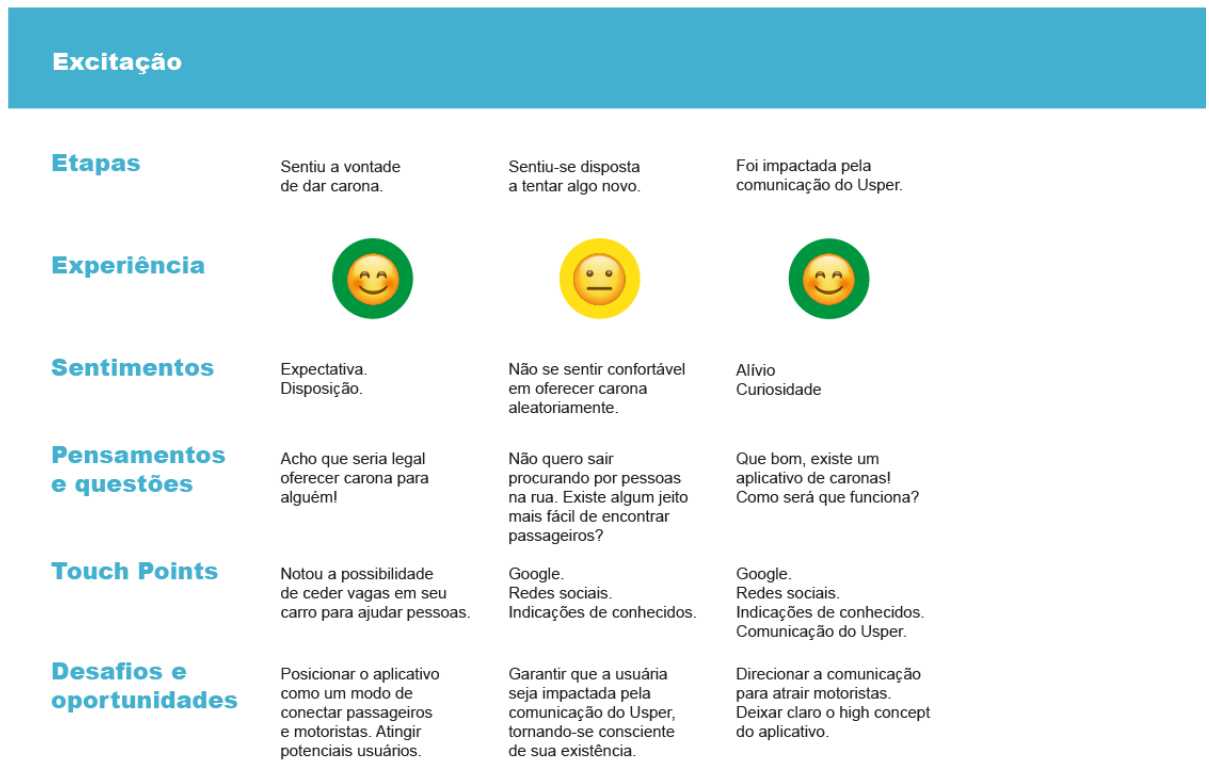 Excitação
Etapas
Sentiu a vontade
de dar carona.
Sentiu-se disposta
a tentar algo novo.
Foi impactada pela
comunicação do Usper.
Experiência
Sentimentos
Expectativa.
Disposição.
Não se sentir confortável
em oferecer carona
aleatoriamente.
Alívio
Curiosidade
Pensamentos
e questões
Acho que seria legal
oferecer carona para
alguém!
Não quero sair
procurando por pessoas
na rua. Existe algum jeito
mais fácil de encontrar
passageiros?
Que bom, existe um
aplicativo de caronas!
Como será que funciona?
Touch Points
Notou a possibilidade
de ceder vagas em seu
carro para ajudar pessoas.
Google.
Redes sociais.
Indicações de conhecidos.
Google.
Redes sociais.
Indicações de conhecidos.
Comunicação do Usper.
Desafios e
oportunidades
Posicionar o aplicativo
como um modo de
conectar passageiros
e motoristas. Atingir
potenciais usuários.
Garantir que a usuária
seja impactada pela
comunicação do Usper,
tornando-se consciente
de sua existência.
Direcionar a comunicação
para atrair motoristas.
Deixar claro o high concept
do aplicativo.